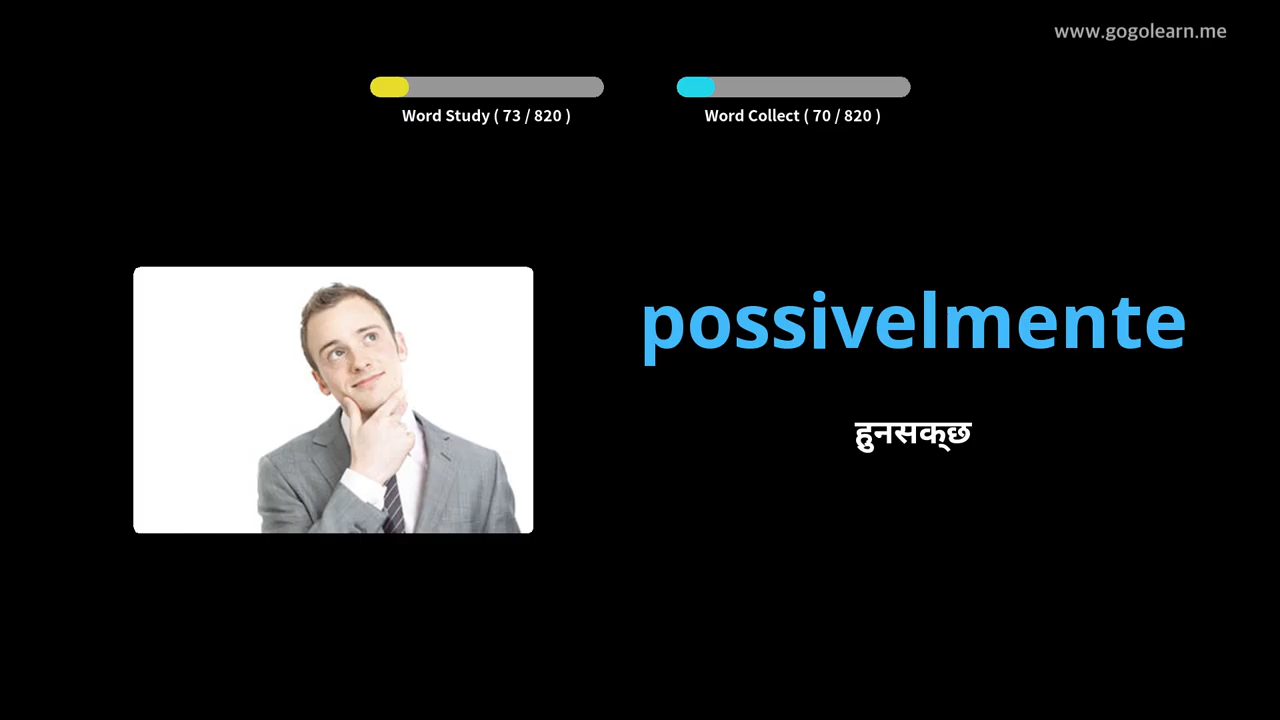 www.gogolearn.me
Word Study ( 73 / 820 )
Word Collect ( 70 / 820 )
possivelmente
हुनसक्छ